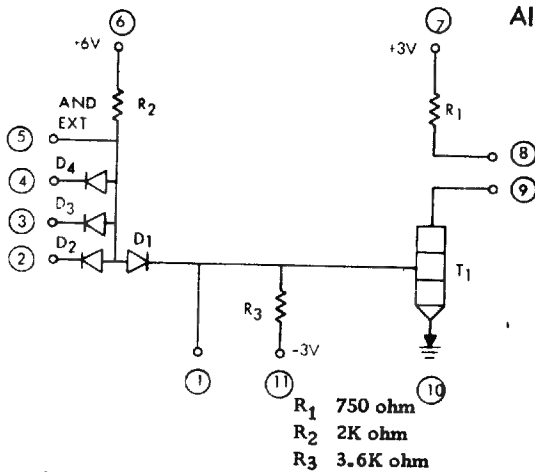 6
7
AI
+6V
+3V
R2
R1
AND
EXT
5
8
D4
4
9
D3
3
D2
D1
2
T1
R3
-3V
1
11
10
R1 750 ohm
R2 2K ohm
R3 3.6K ohm